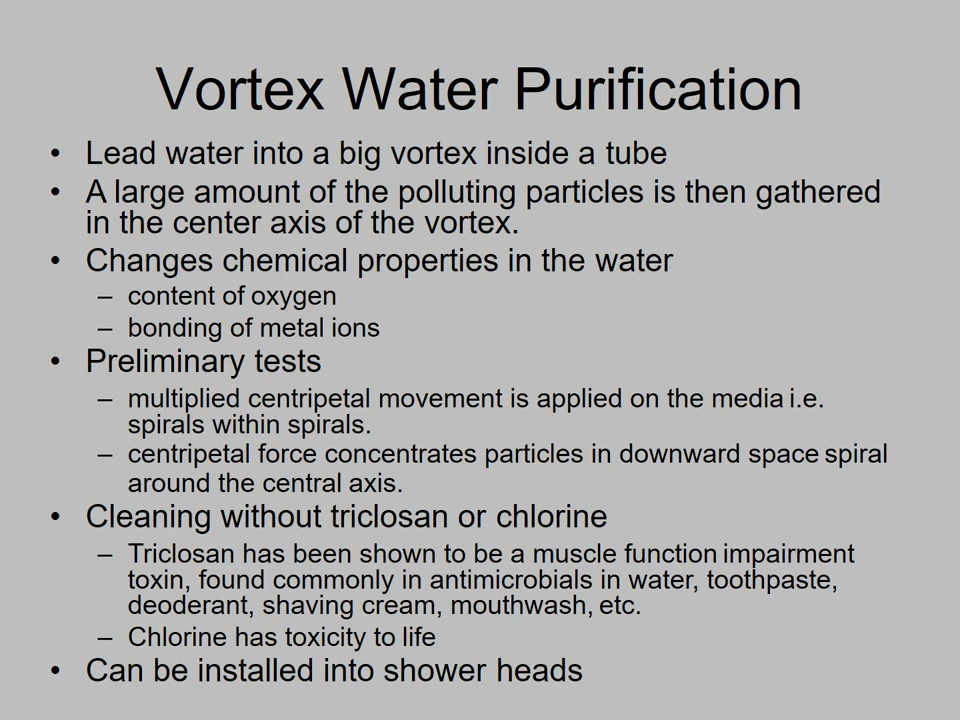 Vortex Water Purification
• Lead water into a big vortex inside a tube
• A large amount of the polluting particles is then gathered
in the center axis of the vortex.
• Changes chemical properties in the water
– content of oxygen
– bonding of metal ions
• Preliminary tests
– multiplied centripetal movement is applied on the media i.e.
spirals within spirals.
– centripetal force concentrates particles in downward space spiral
around the central axis.
• Cleaning without triclosan or chlorine
– Triclosan has been shown to be a muscle function impairment
toxin, found commonly in antimicrobials in water, toothpaste,
deoderant, shaving cream, mouthwash, etc.
– Chlorine has toxicity to life
• Can be installed into shower heads